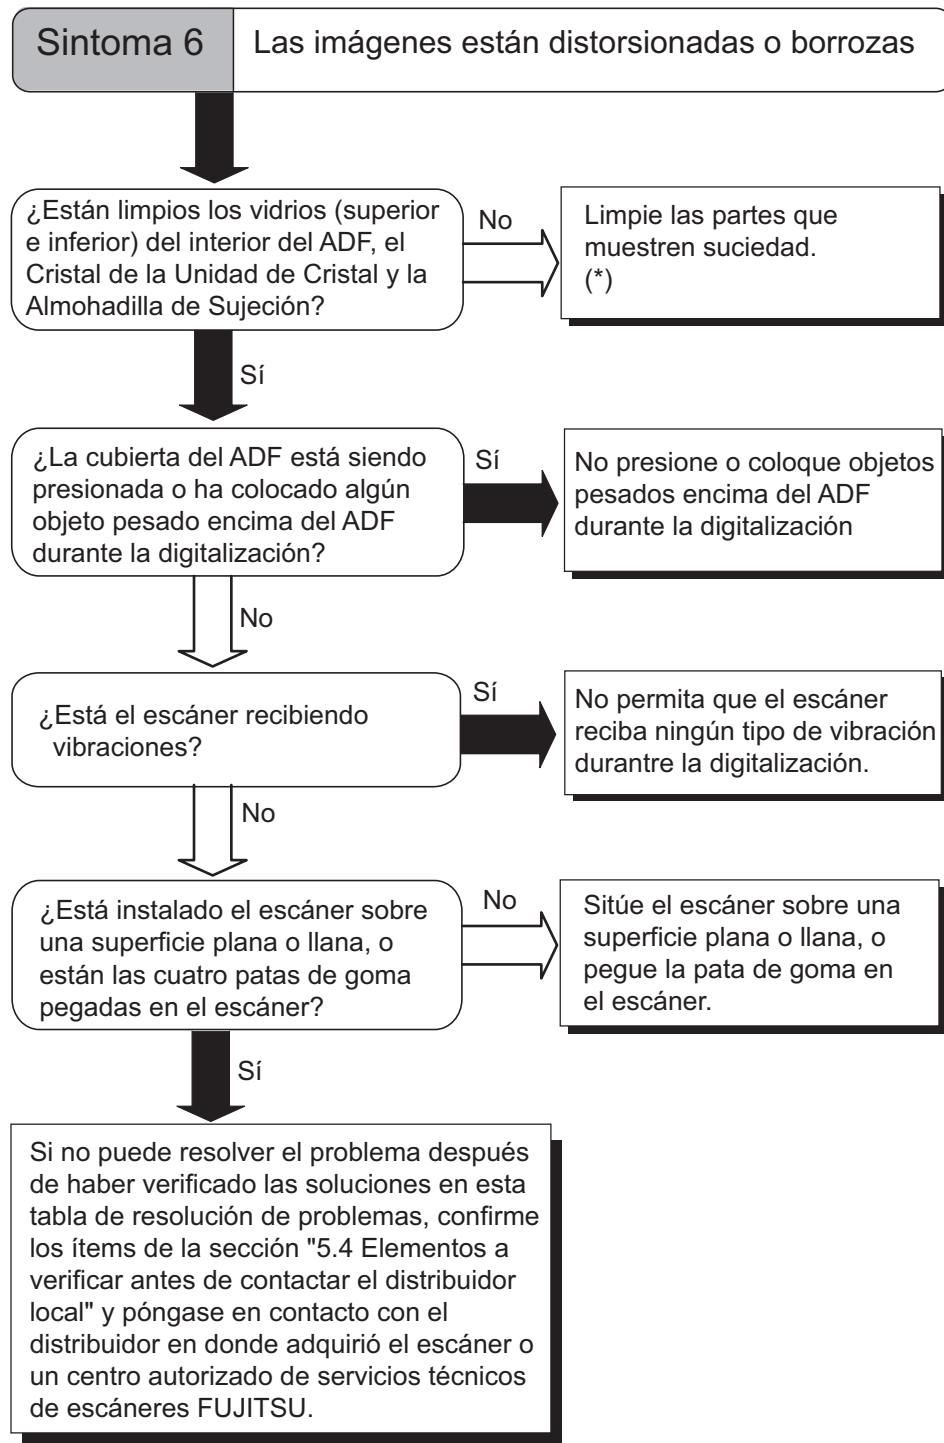 Sintoma 6
Las imágenes están distorsionadas o borrozas
¿Están limpios los vidrios (superior
e inferior) del interior del ADF, el
Cristal de la Unidad de Cristal y la
Almohadilla de Sujeción?
No
Limpie las partes que
muestren suciedad.
(*)
Sí
¿La cubierta del ADF está siendo
presionada o ha colocado algún
objeto pesado encima del ADF
durante la digitalización?
Sí
No presione o coloque objetos
pesados encima del ADF
durante la digitalización
No
¿Está el escáner recibiendo
vibraciones?
Sí
No permita que el escáner
reciba ningún tipo de vibración
durantre la digitalización.
No
¿Está instalado el escáner sobre
una superficie plana o llana, o
están las cuatro patas de goma
pegadas en el escáner?
No
Sitúe el escáner sobre una
superficie plana o llana, o
pegue la pata de goma en
el escáner.
Sí
Si no puede resolver el problema después
de haber verificado las soluciones en esta
tabla de resolución de problemas, confirme
los ítems de la sección "5.4 Elementos a
verificar antes de contactar el distribuidor
local" y póngase en contacto con el
distribuidor en donde adquirió el escáner o
un centro autorizado de servicios técnicos
de escáneres FUJITSU.